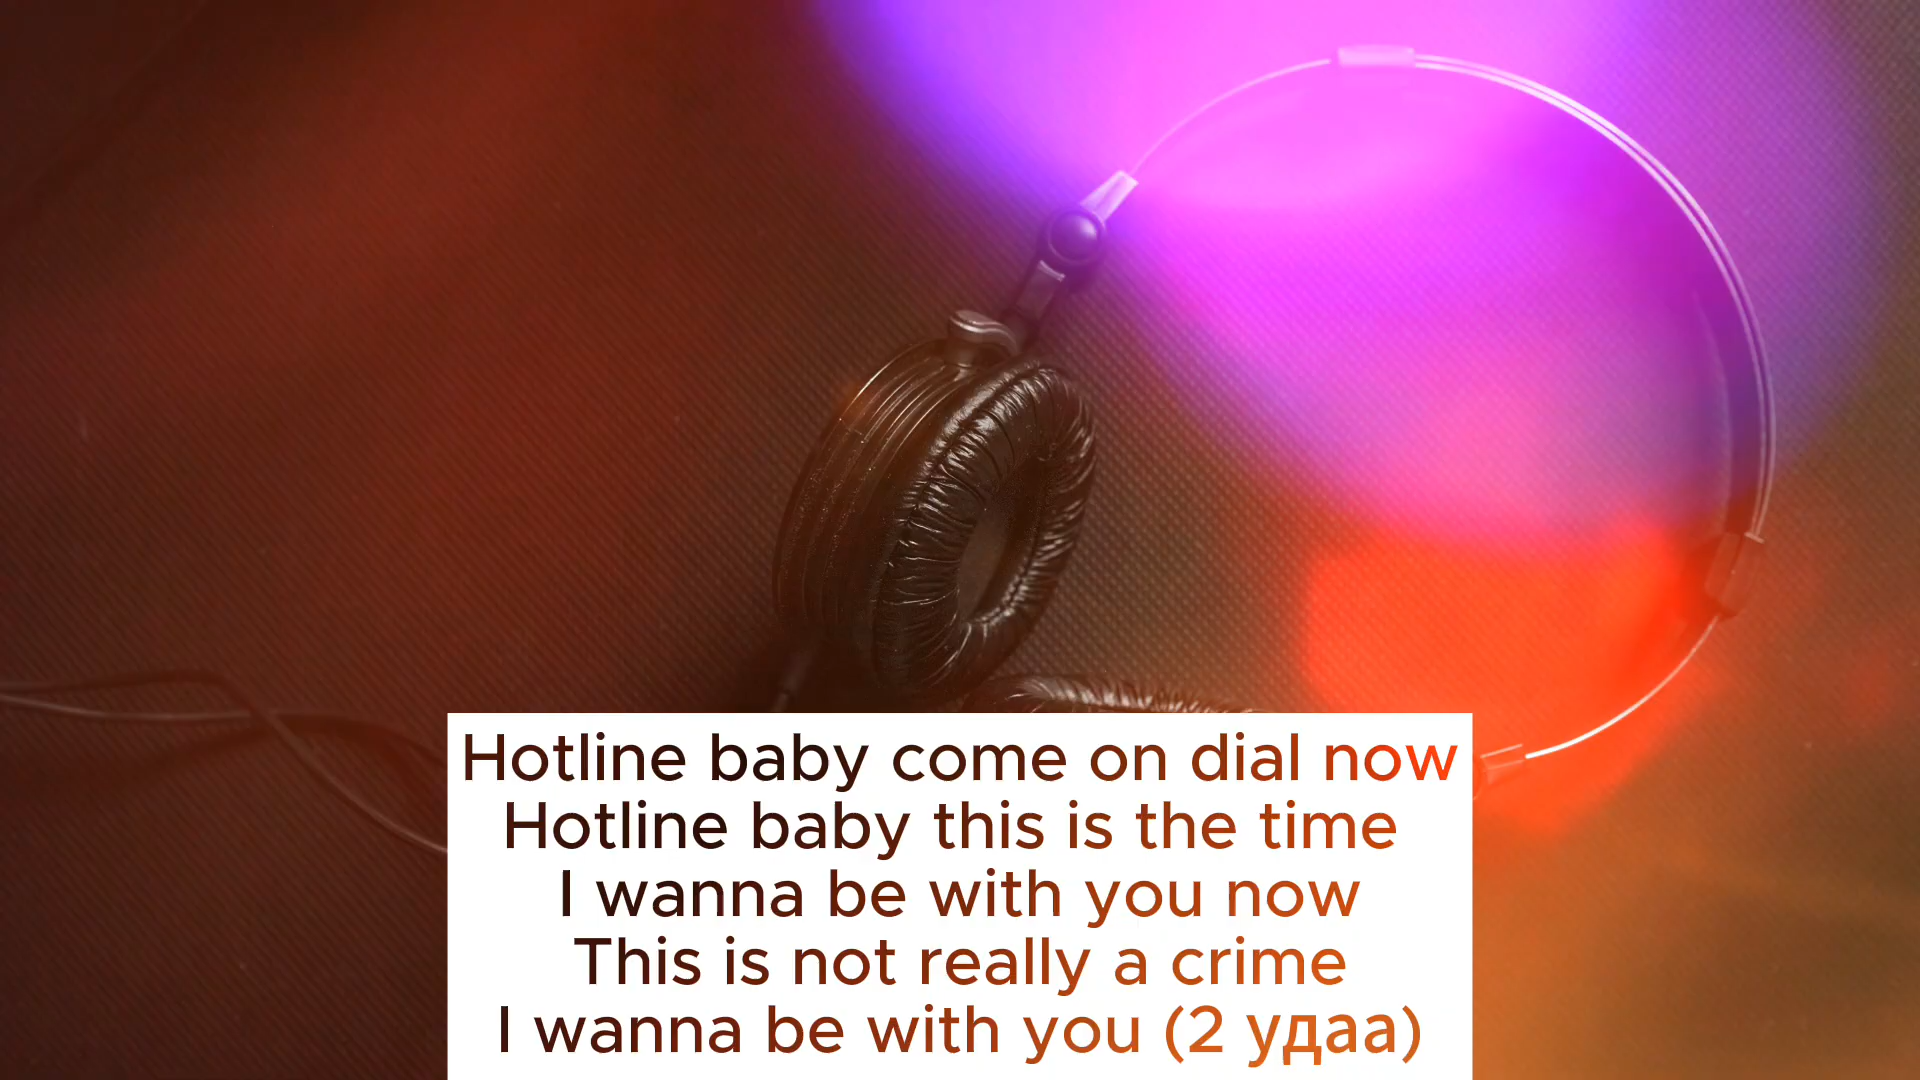 Hotline baby come on dial now
Hotline baby this is the time
I wanna be with you now
This is not really a crime
I wanna be with you (2 удаа)